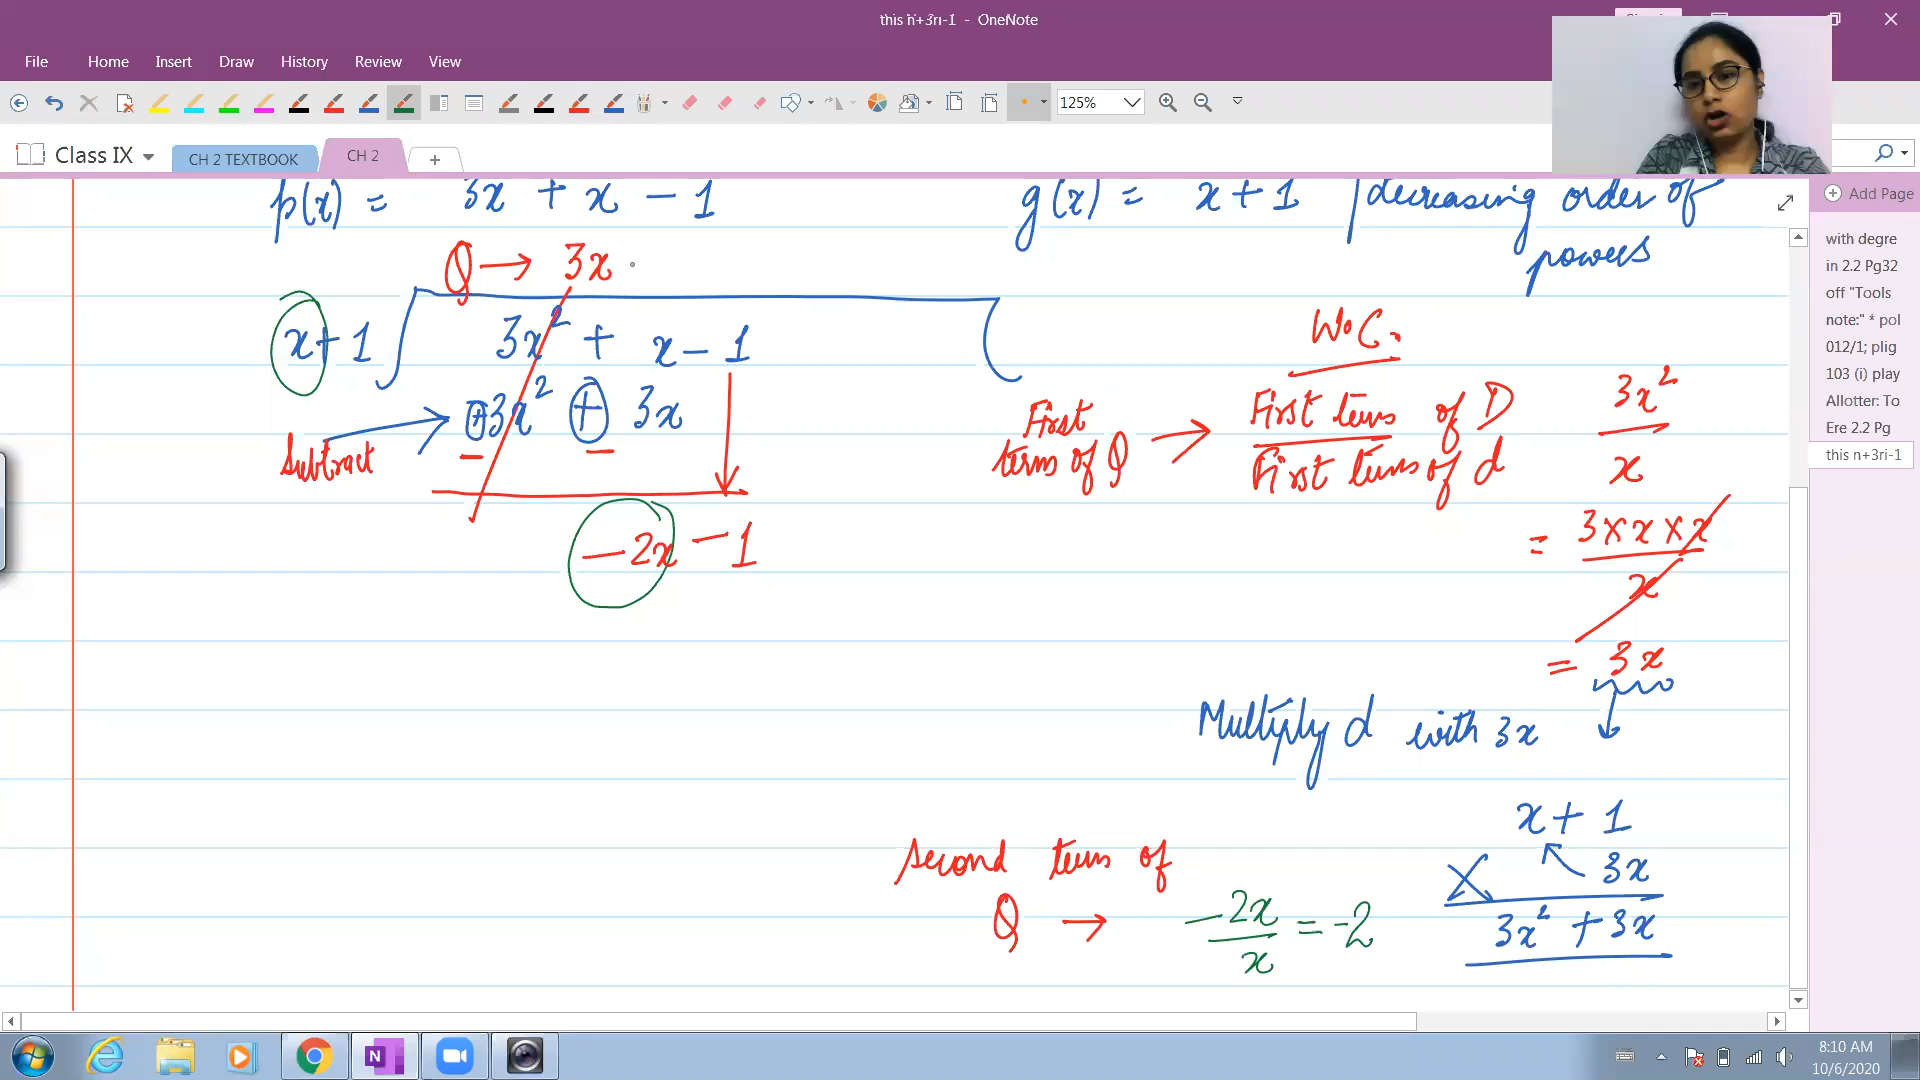 this n+3ri-1 - OneNote
File Home Insert Draw History Review View
125%
Class IX CH 2 TEXTBOOK CH 2
Add Page
with degre
in 2.2 Pg32
off "Tools
note:" * pol
012/1; plig
103 (i) play
Allotter: To
Ere 2.2 Pg
this n+3ri-1
p(x) = 3x + x - 1
g(x) = x+1 decreasing order of
powers
Q → 3x
x+1 3x² + x - 1
+3x² + 3x
Subtract
- -
-2x - 1
W.C.
First
term of Q → First term of D
First term of d
3x²
x
= 3 × x × x
x
= 3x
Multiply d with 3x
x + 1
× 3x
3x² + 3x
Second term of
Q → -2x
x
= -2
8:10 AM
10/6/2020